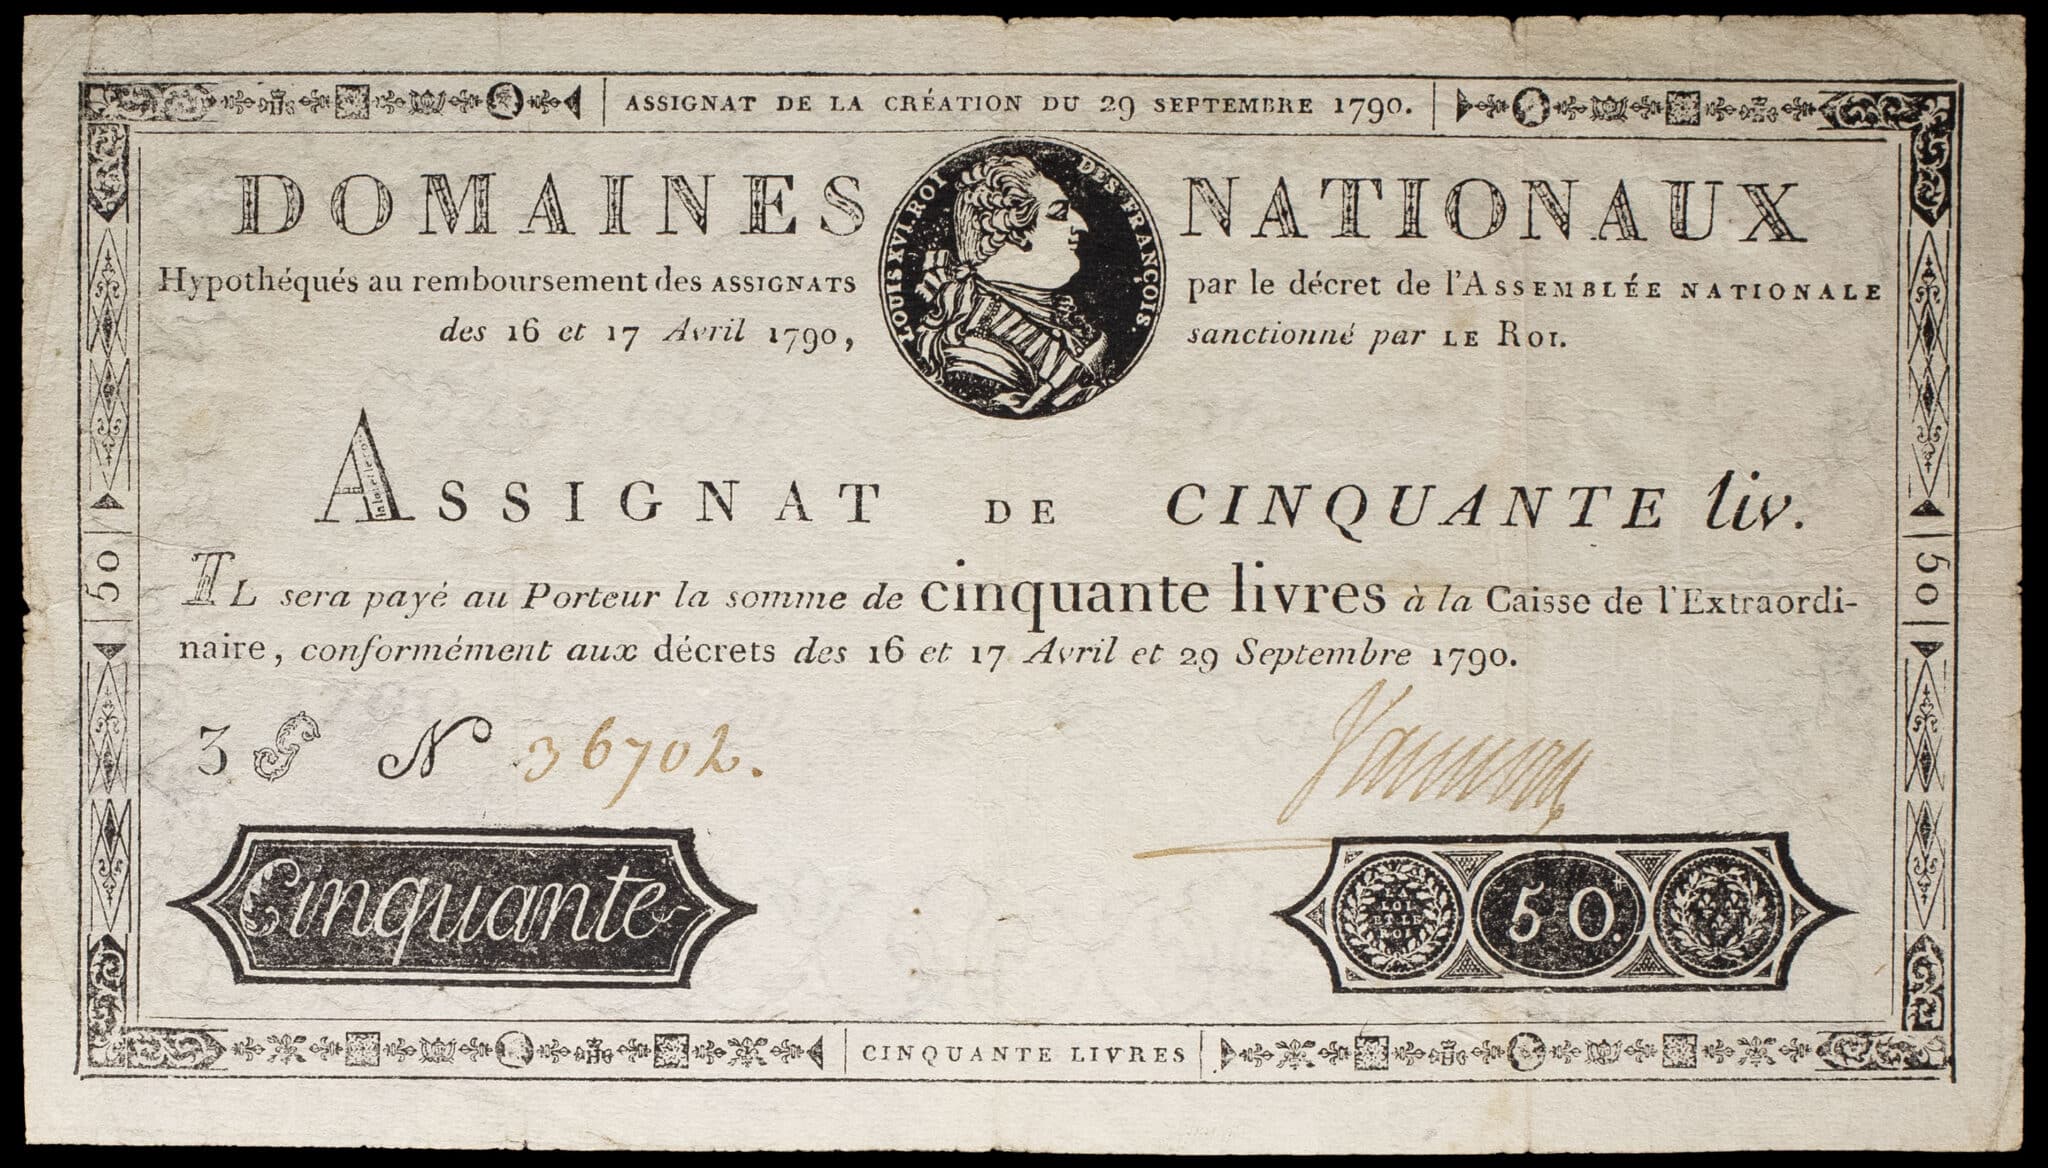 ASSIGNAT DE LA CRÉATION DU 29 SEPTEMBRE 1790.
DOMAINES NATIONAUX
LOUIS XVI, ROI DES FRANÇOIS.
Hypothéqués au remboursement des ASSIGNATS par le décret de l'ASSEMBLÉE NATIONALE
des 16 et 17 Avril 1790, sanctionné par LE ROI.
ASSIGNAT DE CINQUANTE liv.
IL sera payé au Porteur la somme de cinquante livres à la Caisse de l'Extraordi-
naire, conformément aux décrets des 16 et 17 Avril et 29 Septembre 1790.
50
50
3 S N 36702.
Cinquante
LA LOI ET LE ROI
50.
CINQUANTE LIVRES